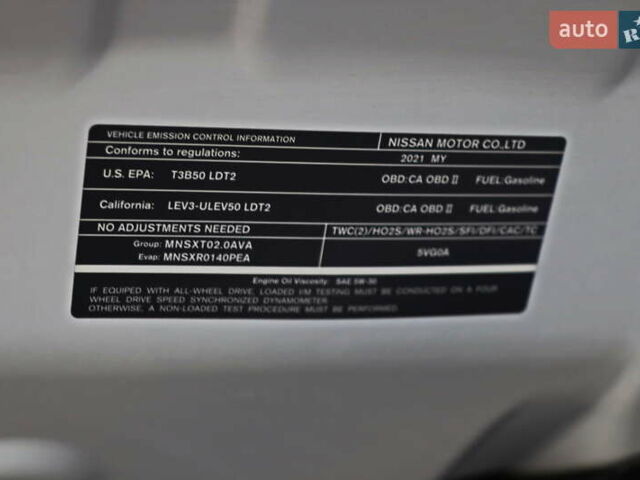 auto
R
VEHICLE EMISSION CONTROL INFORMATION
NISSAN MOTOR CO.,LTD
Conforms to regulations:
2021 MY
U.S. EPA: T3B50 LDT2
OBD:CA OBD II FUEL:Gasoline
California: LEV3-ULEV50 LDT2
OBD:CA OBD II FUEL:Gasoline
NO ADJUSTMENTS NEEDED
TWC(2)/HO2S/WR-HO2S/SFI/DFI/CAC/TC
Group: MNSXT02.0AVA
Evap: MNSXR0140PEA
5VG0A
Engine Oil Viscosity: SAE 5W-30
IF EQUIPPED WITH ALL-WHEEL DRIVE, LOADED I/M TESTING MUST BE CONDUCTED ON A FOUR
WHEEL DRIVE SPEED SYNCHRONIZED DYNAMOMETER.
OTHERWISE, A NON-LOADED TEST PROCEDURE MUST BE PERFORMED.